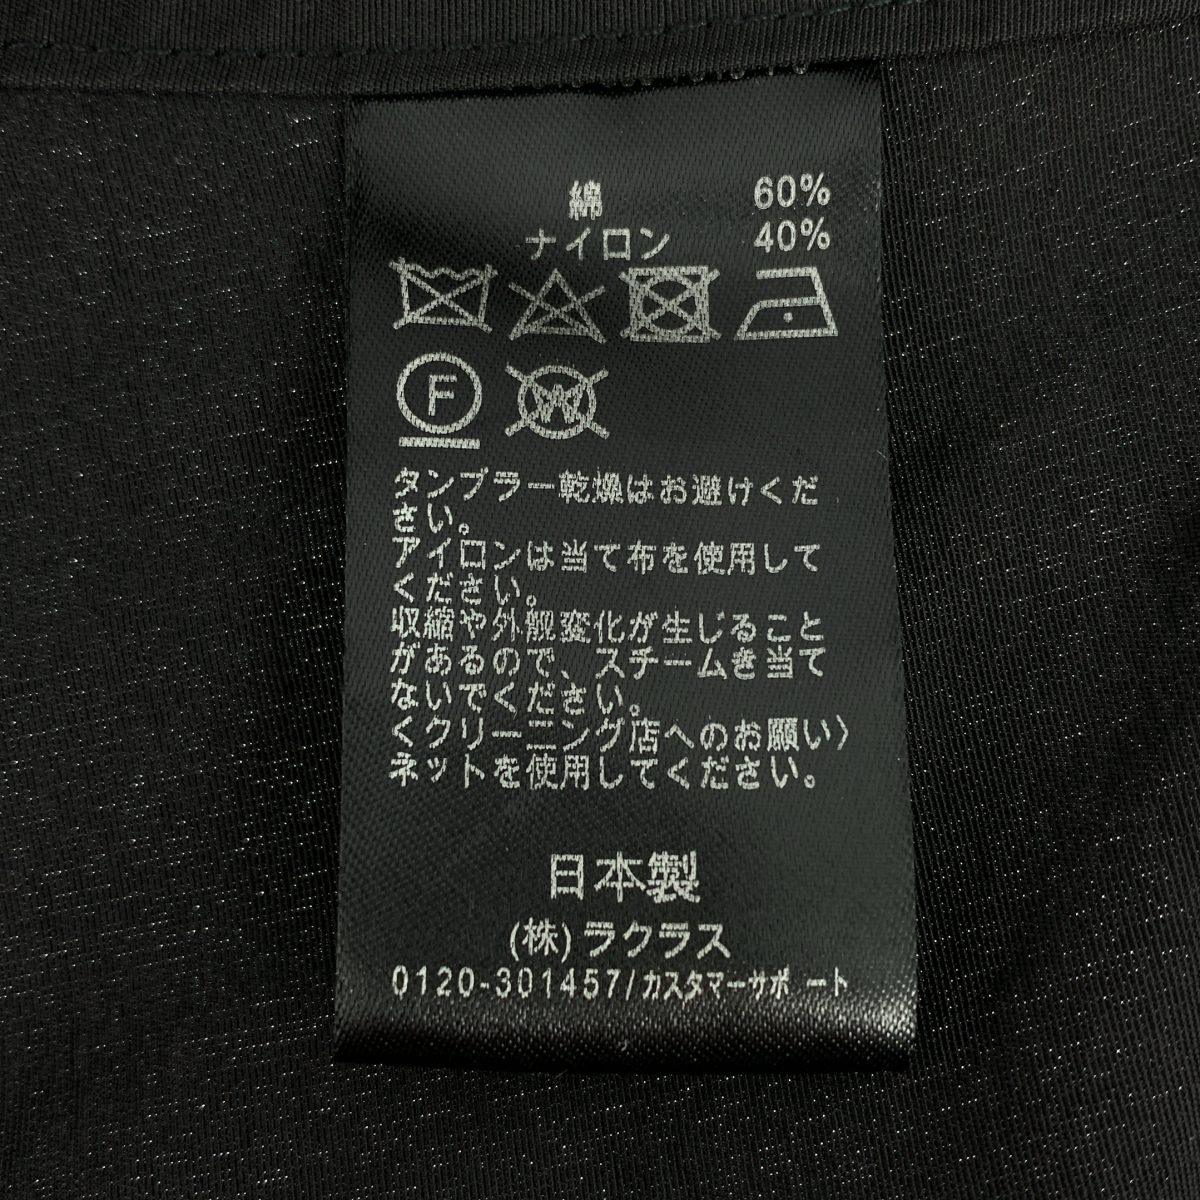 綿 60%
ナイロン 40%
F W
タンブラー乾燥はお避けくだ
さい。
アイロンは当て布を使用して
ください。
収縮や外観変化が生じること
があるので、スチームを当て
ないでください。
〈クリーニング店へのお願い〉
ネットを使用してください。
日本製
(株)ラクラス
0120-301457/カスタマーサポート